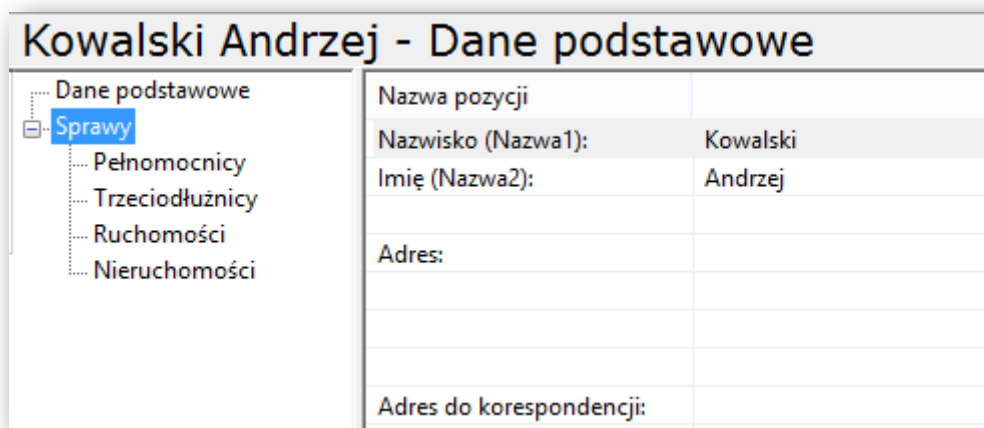 Kowalski Andrzej - Dane podstawowe
Dane podstawowe
Sprawy
Pełnomocnicy
Trzeciodłużnicy
Ruchomości
Nieruchomości
Nazwa pozycji
Nazwisko (Nazwa1): Kowalski
Imię (Nazwa2): Andrzej
Adres:
Adres do korespondencji: